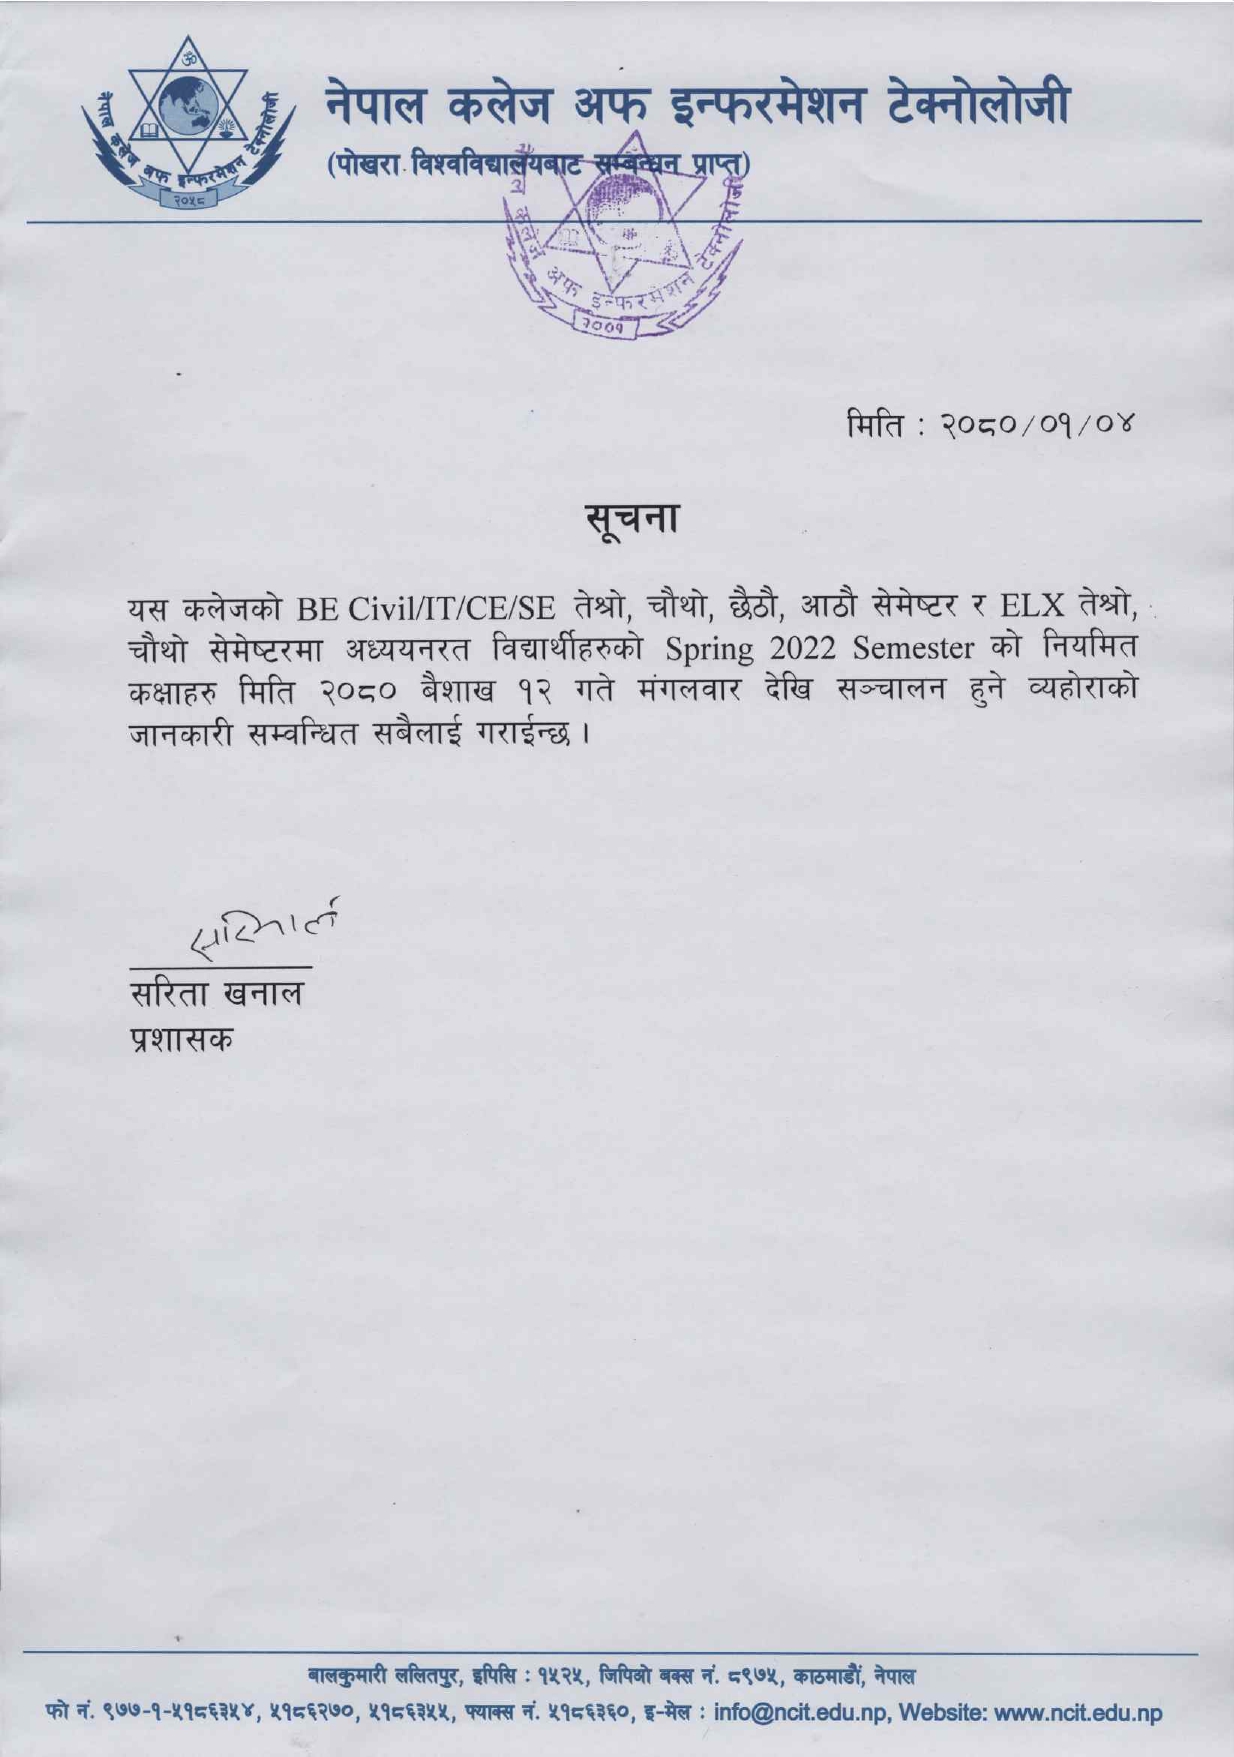 नेपाल कलेज अफ इन्फरमेशन टेक्नोलोजी
२०५८
नेपाल कलेज अफ इन्फरमेशन टेक्नोलोजी
(पोखरा विश्वविद्यालयबाट सम्बन्धन प्राप्त)
नेपाल कलेज अफ इन्फरमेशन टेक्नोलोजी
२००१
मिति : २०८०/०१/०४
सूचना
यस कलेजको BE Civil/IT/CE/SE तेश्रो, चौथो, छैठौ, आठौ सेमेष्टर र ELX तेश्रो,
चौथो सेमेष्टरमा अध्ययनरत विद्यार्थीहरुको Spring 2022 Semester को नियमित
कक्षाहरु मिति २०८० बैशाख १२ गते मंगलवार देखि सञ्चालन हुने व्यहोराको
जानकारी सम्वन्धित सबैलाई गराईन्छ ।
सरिता खनाल
प्रशासक
बालकुमारी ललितपुर, इपिसि : १५२५, जिपिओ बक्स नं. ८९७५, काठमाडौं, नेपाल
फो नं. ९७७-१-५१८६३५४, ५१८६२७०, ५१८६३५५, फ्याक्स नं. ५१८६३६०, इ-मेल : info@ncit.edu.np, Website: www.ncit.edu.np